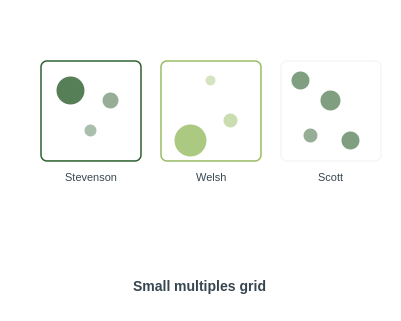 Stevenson
Welsh
Scott
Small multiples grid